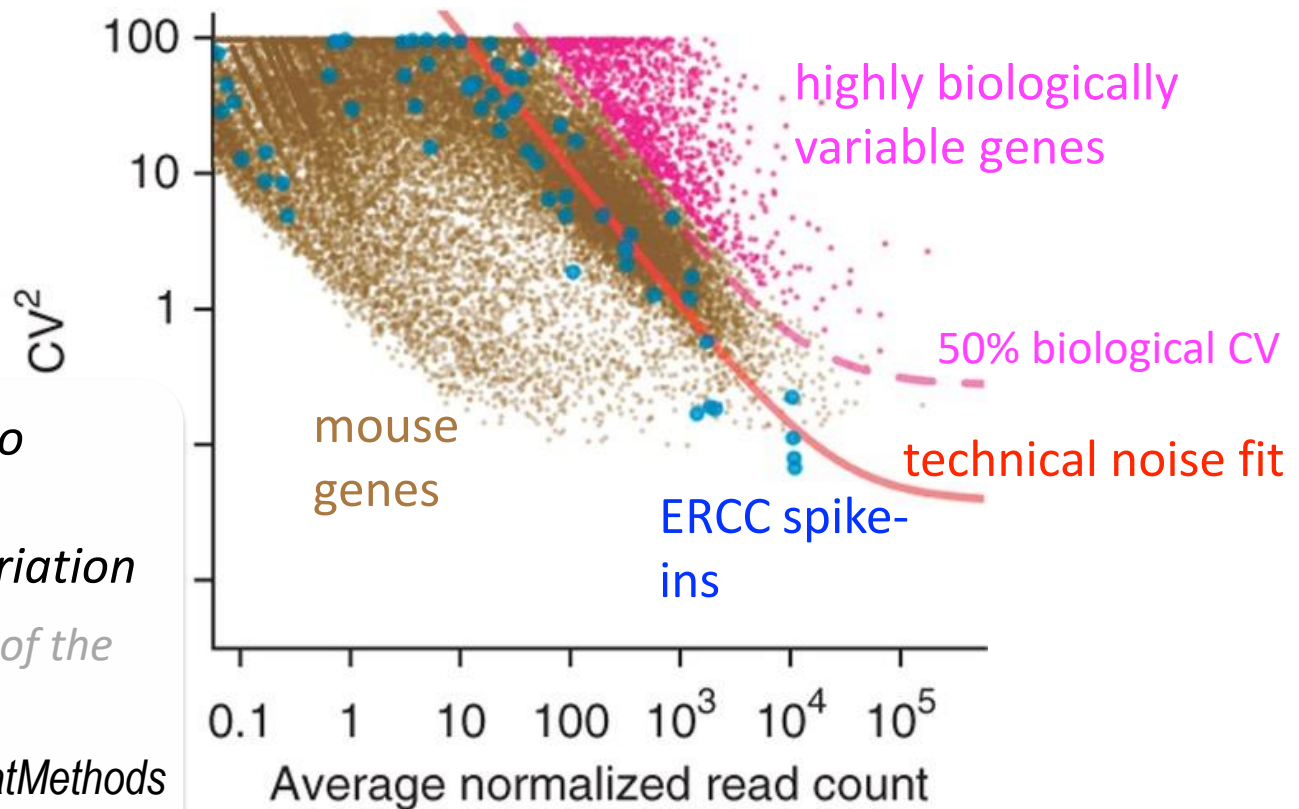 100
10
1
CV²
highly biologically
variable genes
50% biological CV
technical noise fit
mouse
genes
ERCC spike-
ins
o
riation
of the
atMethods
0.1 1 10 100 10³ 10⁴ 10⁵
Average normalized read count